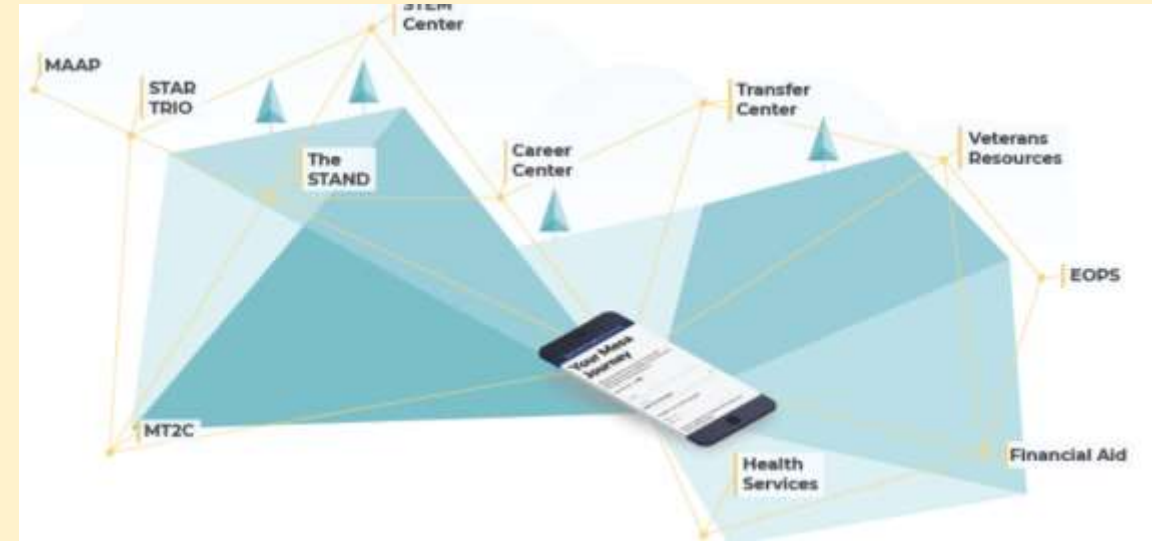 STEM
Center
MAAP
STAR
TRIO
Transfer
Center
The
STAND
Career
Center
Veterans
Resources
EOPS
Your Mesa
Journey
MT2C
Health
Services
Financial Aid